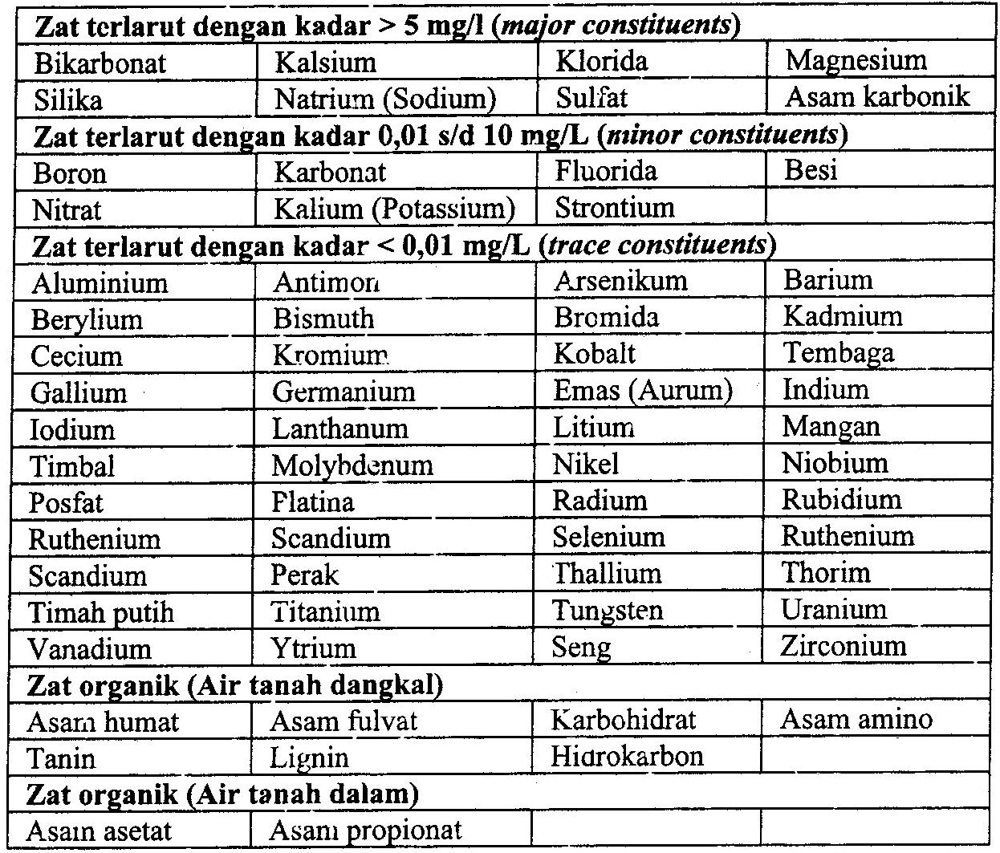 Zat terlarut dengan kadar > 5 mg/l (major constituents)
Bikarbonat Kalsium Klorida Magnesium
Silika Natrium (Sodium) Sulfat Asam karbonik
Zat terlarut dengan kadar 0,01 s/d 10 mg/L (minor constituents)
Boron Karbonat Fluorida Besi
Nitrat Kalium (Potassium) Strontium
Zat terlarut dengan kadar < 0,01 mg/L (trace constituents)
Aluminium Antimon Arsenikum Barium
Berylium Bismuth Bromida Kadmium
Cecium Kromium Kobalt Tembaga
Gallium Germanium Emas (Aurum) Indium
Iodium Lanthanum Litium Mangan
Timbal Molybdenum Nikel Niobium
Posfat Platina Radium Rubidium
Ruthenium Scandium Selenium Ruthenium
Scandium Perak Thallium Thorim
Timah putih Titanium Tungsten Uranium
Vanadium Ytrium Seng Zirconium
Zat organik (Air tanah dangkal)
Asam humat Asam fulvat Karbohidrat Asam amino
Tanin Lignin Hidrokarbon
Zat organik (Air tanah dalam)
Asam asetat Asam propionat